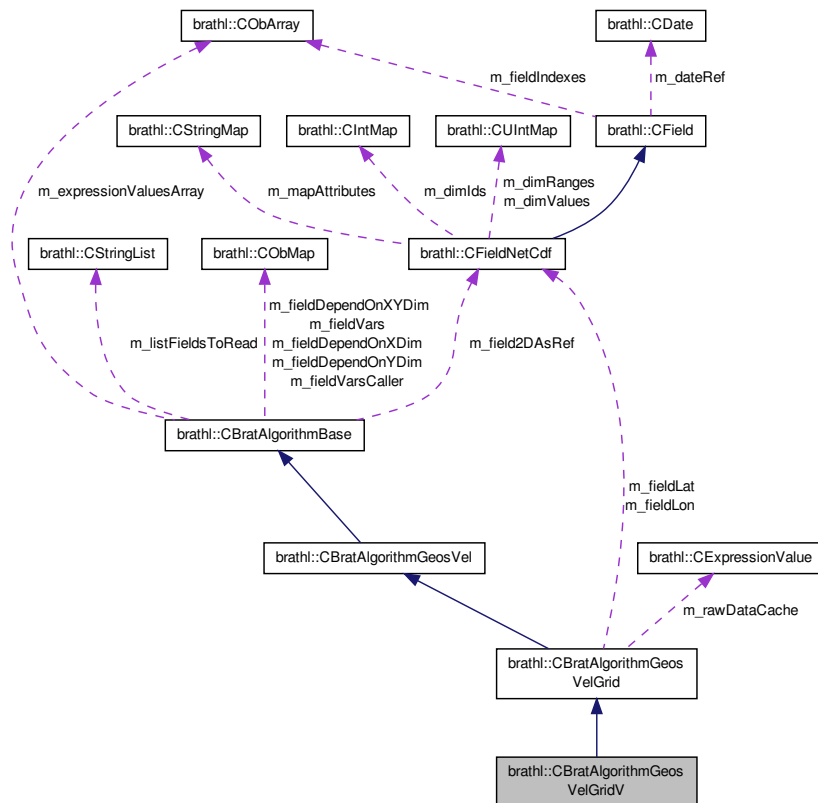 brathl::CObArray
brathl::CDate
m_fieldIndexes
m_dateRef
brathl::CStringMap
brathl::CIntMap
brathl::CUIntMap
brathl::CField
m_expressionValuesArray
m_mapAttributes
m_dimIds
m_dimRanges
m_dimValues
brathl::CStringList
brathl::CObMap
brathl::CFieldNetCdf
m_listFieldsToRead
m_fieldDependOnXYDim
m_fieldVars
m_fieldDependOnXDim
m_fieldDependOnYDim
m_fieldVarsCaller
m_field2DAsRef
brathl::CBratAlgorithmBase
m_fieldLat
m_fieldLon
brathl::CBratAlgorithmGeosVel
brathl::CExpressionValue
m_rawDataCache
brathl::CBratAlgorithmGeos
VelGrid
brathl::CBratAlgorithmGeos
VelGridV